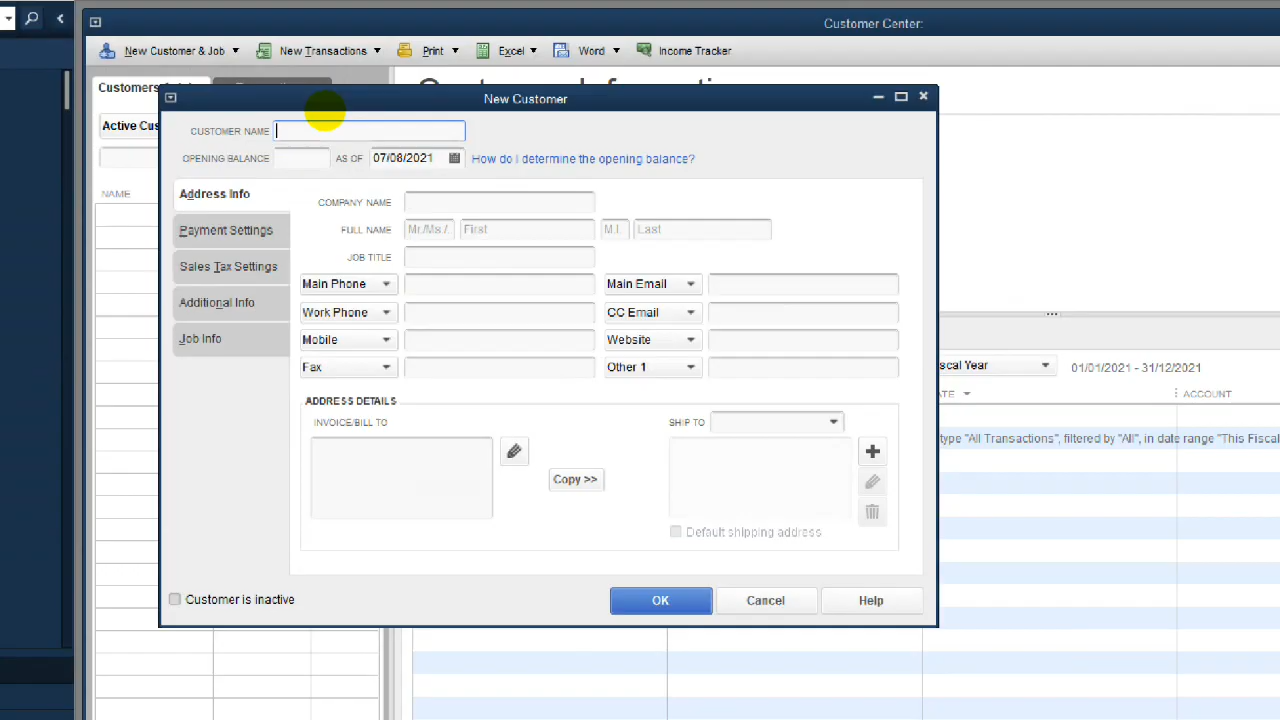 Customer Center:
New Customer & Job New Transactions Print Excel Word Income Tracker
Customers
Active Cus
NAME
New Customer
CUSTOMER NAME
OPENING BALANCE AS OF 07/08/2021 How do I determine the opening balance?
Address Info
Payment Settings
Sales Tax Settings
Additional Info
Job Info
COMPANY NAME
FULL NAME Mr./Ms./ First M.I. Last
JOB TITLE
Main Phone Main Email
Work Phone CC Email
Mobile Website
Fax Other 1
ADDRESS DETAILS
INVOICE/BILL TO SHIP TO
Copy >>
Default shipping address
Customer is inactive OK Cancel Help
scal Year 01/01/2021 - 31/12/2021
ATE ACCOUNT
type "All Transactions", filtered by "All", in date range "This Fisca